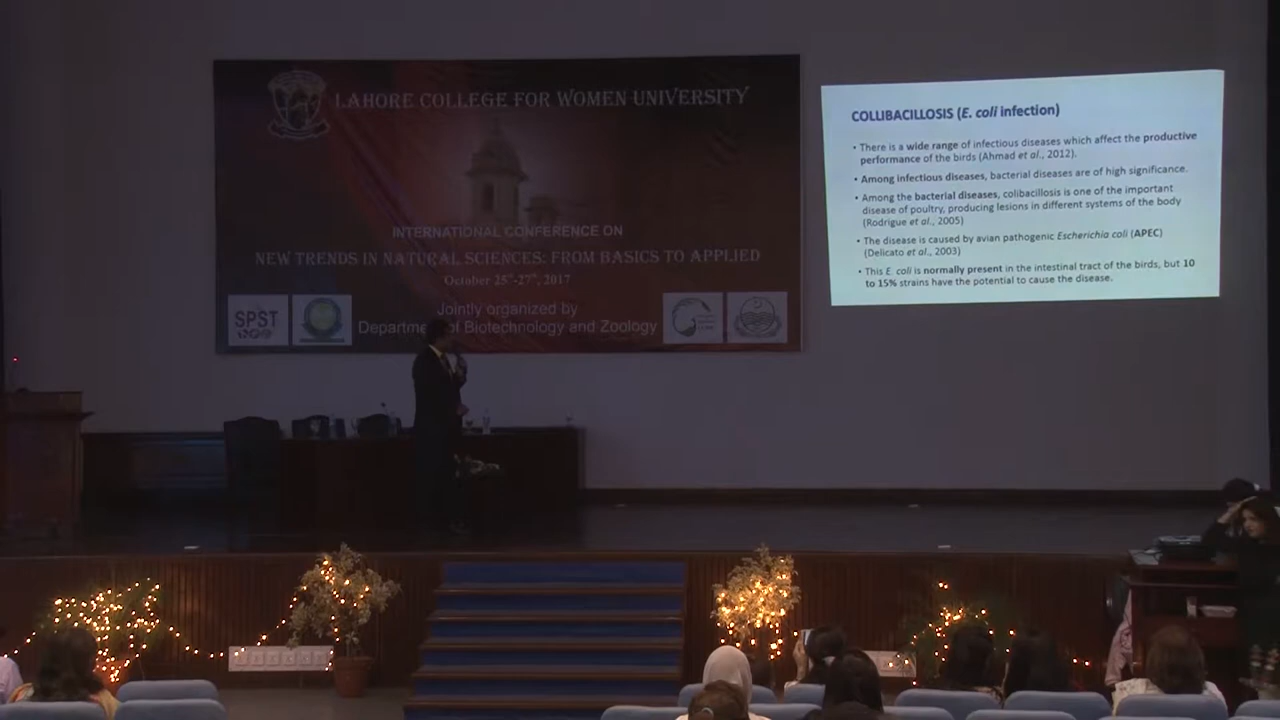 LAHORE COLLEGE FOR WOMEN UNIVERSITY
INTERNATIONAL CONFERENCE ON
NEW TRENDS IN NATURAL SCIENCES: FROM BASICS TO APPLIED
October 25th-27th, 2017
Jointly organized by
Department of Biotechnology and Zoology
SPST
COLLIBACILLOSIS (E. coli infection)
• There is a wide range of infectious diseases which affect the productive
performance of the birds (Ahmad et al., 2012).
• Among infectious diseases, bacterial diseases are of high significance.
• Among the bacterial diseases, colibacillosis is one of the important
disease of poultry, producing lesions in different systems of the body
(Rodrigue et al., 2005)
• The disease is caused by avian pathogenic Escherichia coli (APEC)
(Delicato et al., 2003)
• This E. coli is normally present in the intestinal tract of the birds, but 10
to 15% strains have the potential to cause the disease.